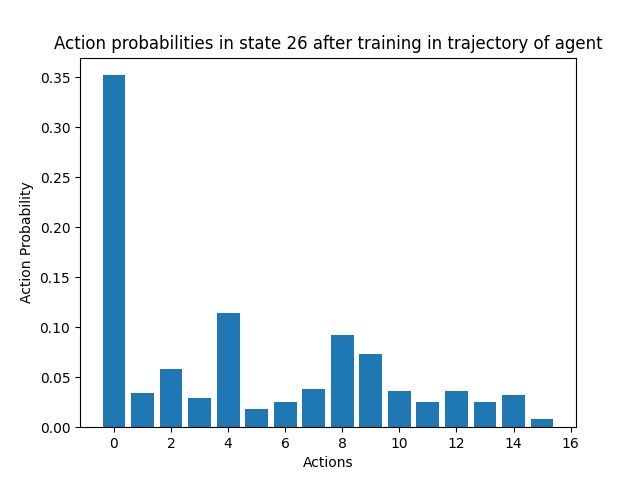 Action probabilities in state 26 after training in trajectory of agent
0.35
0.30
0.25
0.20
0.15
0.10
0.05
0.00
Action Probability
0 2 4 6 8 10 12 14 16
Actions